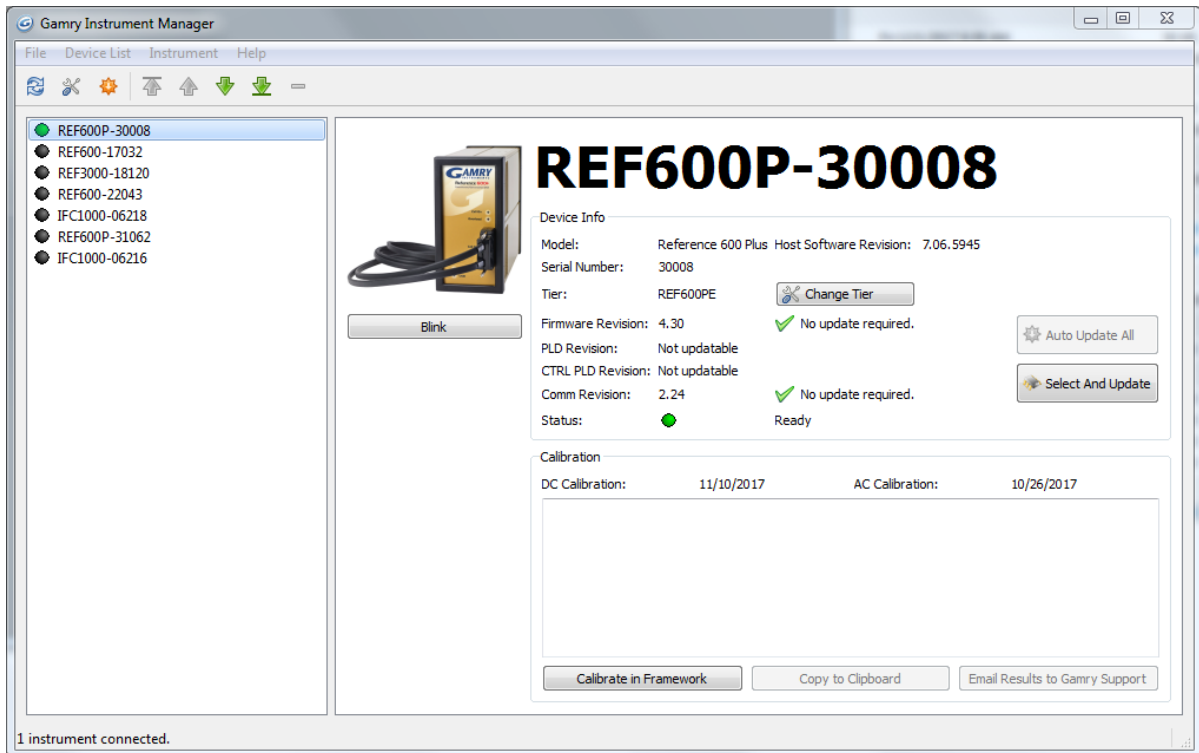 Gamry Instrument Manager
File Device List Instrument Help
REF600P-30008
REF600-17032
REF3000-18120
REF600-22043
IFC1000-06218
REF600P-31062
IFC1000-06216
GAMRY
Blink
REF600P-30008
Device Info
Model: Reference 600 Plus Host Software Revision: 7.06.5945
Serial Number: 30008
Tier: REF600PE Change Tier
Firmware Revision: 4.30 No update required.
PLD Revision: Not updatable
CTRL PLD Revision: Not updatable
Comm Revision: 2.24 No update required.
Status: Ready
Auto Update All
Select And Update
Calibration
DC Calibration: 11/10/2017 AC Calibration: 10/26/2017
Calibrate in Framework Copy to Clipboard Email Results to Gamry Support
1 instrument connected.